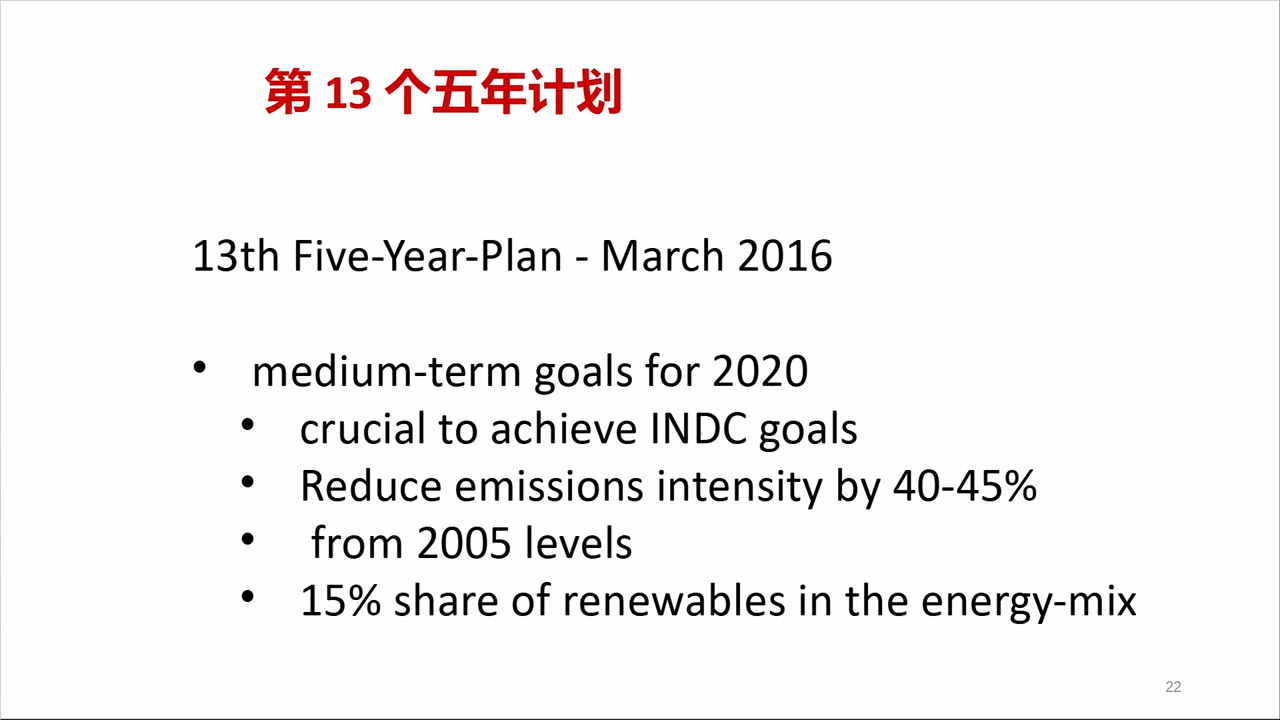 第 13 个五年计划
13th Five-Year-Plan - March 2016
• medium-term goals for 2020
• crucial to achieve INDC goals
• Reduce emissions intensity by 40-45%
• from 2005 levels
• 15% share of renewables in the energy-mix
22